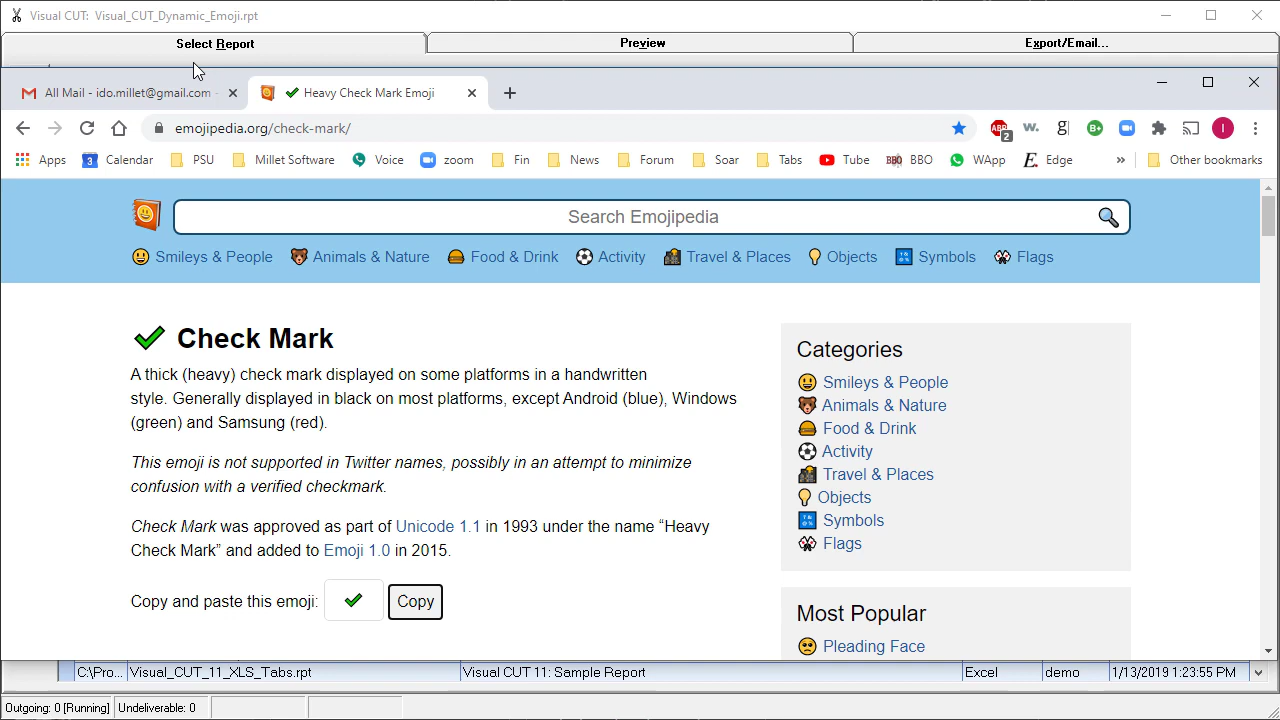 Visual CUT: Visual_CUT_Dynamic_Emoji.rpt
Select Report
Preview
Export/Email...
All Mail - ido.millet@gmail.com -
Heavy Check Mark Emoji
emojipedia.org/check-mark/
2
Apps
Calendar
PSU
Millet Software
Voice
zoom
Fin
News
Forum
Soar
Tabs
Tube
BBO
WApp
Edge
»
Other bookmarks
Search Emojipedia
Smileys & People
Animals & Nature
Food & Drink
Activity
Travel & Places
Objects
Symbols
Flags
Check Mark
A thick (heavy) check mark displayed on some platforms in a handwritten
style. Generally displayed in black on most platforms, except Android (blue), Windows
(green) and Samsung (red).
This emoji is not supported in Twitter names, possibly in an attempt to minimize
confusion with a verified checkmark.
Check Mark was approved as part of Unicode 1.1 in 1993 under the name “Heavy
Check Mark” and added to Emoji 1.0 in 2015.
Copy and paste this emoji: ✔ Copy
Categories
Smileys & People
Animals & Nature
Food & Drink
Activity
Travel & Places
Objects
Symbols
Flags
Most Popular
Pleading Face
C:\Pro... Visual_CUT_11_XLS_Tabs.rpt Visual CUT 11: Sample Report Excel demo 1/13/2019 1:23:55 PM
Outgoing: 0 [Running] Undeliverable: 0